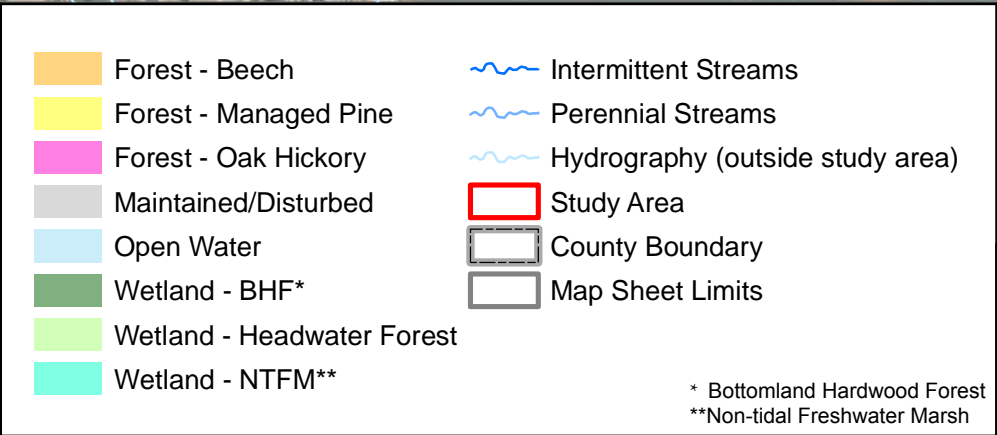 Forest - Beech
Forest - Managed Pine
Forest - Oak Hickory
Maintained/Disturbed
Open Water
Wetland - BHF*
Wetland - Headwater Forest
Wetland - NTFM**
Intermittent Streams
Perennial Streams
Hydrography (outside study area)
Study Area
County Boundary
Map Sheet Limits
* Bottomland Hardwood Forest
**Non-tidal Freshwater Marsh